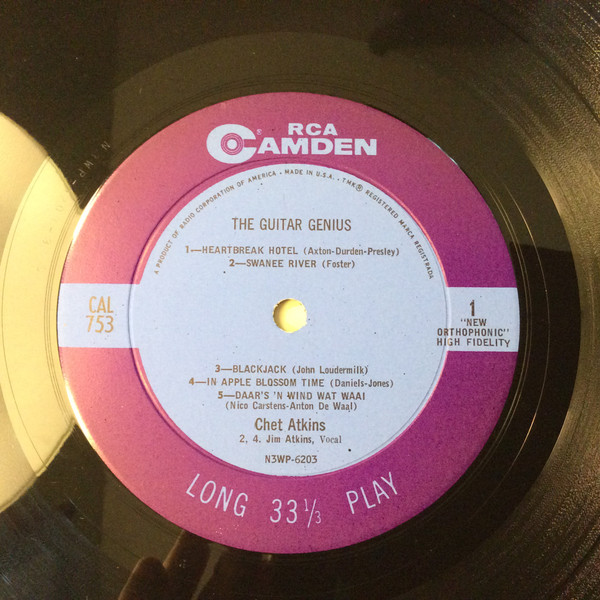 RCA
CAMDEN
®
A PRODUCT OF RADIO CORPORATION OF AMERICA - MADE IN U.S.A. - TMK® REGISTERED MARCA REGISTRADA
THE GUITAR GENIUS
1—HEARTBREAK HOTEL (Axton-Durden-Presley)
2—SWANEE RIVER (Foster)
CAL
753
1
"NEW
ORTHOPHONIC"
HIGH FIDELITY
3—BLACKJACK (John Loudermilk)
4—IN APPLE BLOSSOM TIME (Daniels-Jones)
5—DAAR'S 'N WIND WAT WAAI
(Nico Carstens-Anton De Waal)
Chet Atkins
2, 4. Jim Atkins, Vocal
N3WP-6203
LONG 33⅓ PLAY